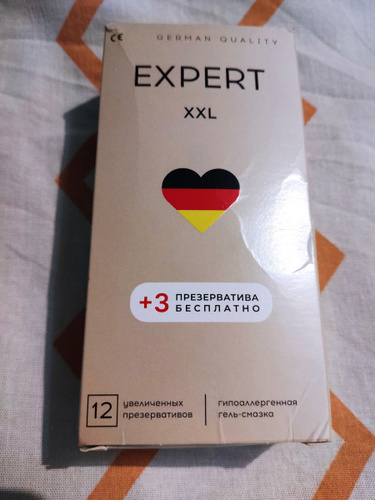 CE GERMAN QUALITY
EXPERT
XXL
+3 ПРЕЗЕРВАТИВА
БЕСПЛАТНО
12 увеличенных
презервативов
гипоаллергенная
гель-смазка